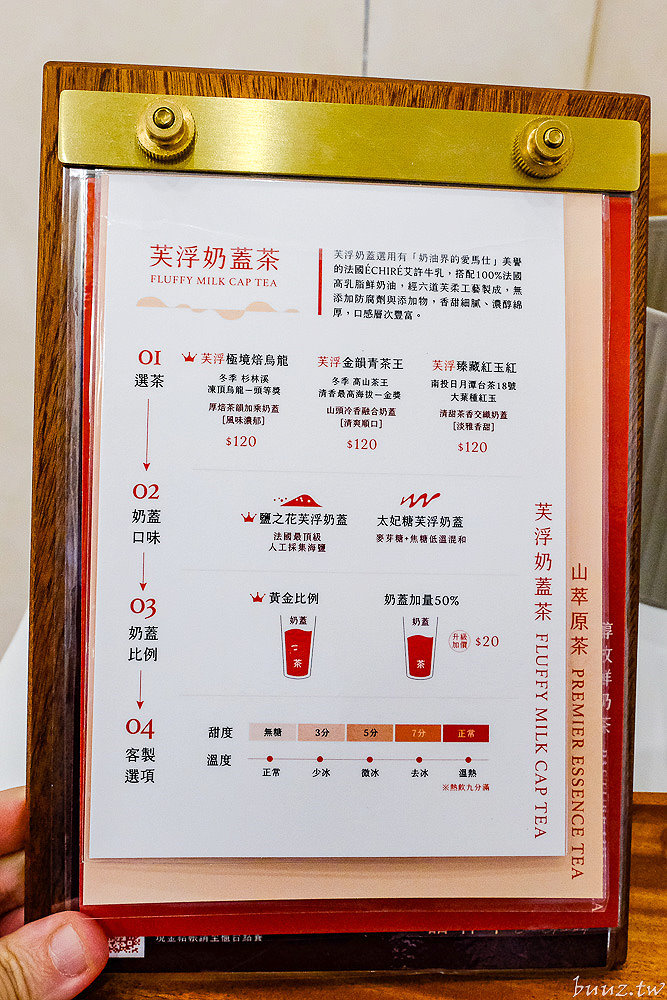 芙浮奶蓋茶
FLUFFY MILK CAP TEA
芙浮奶蓋選用有「奶油界的愛馬仕」美譽
的法國ÉCHIRÉ艾許牛乳，搭配100%法國
高乳脂鮮奶油，經六道芙柔工藝製成，無
添加防腐劑與添加物，香甜細膩、濃醇綿
厚，口感層次豐富。
01
選茶
芙浮極境焙烏龍
冬季 杉林溪
凍頂烏龍一頭等獎
厚焙茶韻加乘奶蓋
[風味濃郁]
$120
芙浮金韻青茶王
冬季 高山茶王
清香最高海拔一金獎
山頭冷香融合奶蓋
[清爽順口]
$120
芙浮臻藏紅玉紅
南投日月潭台茶18號
大葉種紅玉
清甜茶香交織奶蓋
[淡雅香甜]
$120
02
奶蓋
口味
鹽之花芙浮奶蓋
法國最頂級
人工採集海鹽
太妃糖芙浮奶蓋
麥芽糖+焦糖低溫混和
03
奶蓋
比例
黃金比例
奶蓋
茶
奶蓋加量50%
奶蓋
茶
升級
加價
$20
04
客製
選項
甜度
無糖 3分 5分 7分 正常
溫度
正常 少冰 微冰 去冰 溫熱
※熱飲九分滿
芙浮奶蓋茶 FLUFFY MILK CAP TEA
山萃原茶 PREMIER ESSENCE TEA
buuz.tw